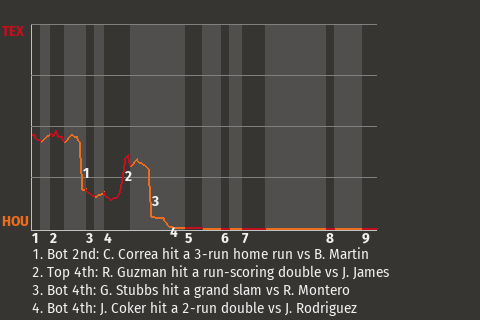 TEX
1
2
3
4
HOU
1 2 3 4 5 6 7 8 9
1. Bot 2nd: C. Correa hit a 3-run home run vs B. Martin
2. Top 4th: R. Guzman hit a run-scoring double vs J. James
3. Bot 4th: G. Stubbs hit a grand slam vs R. Montero
4. Bot 4th: J. Coker hit a 2-run double vs J. Rodriguez